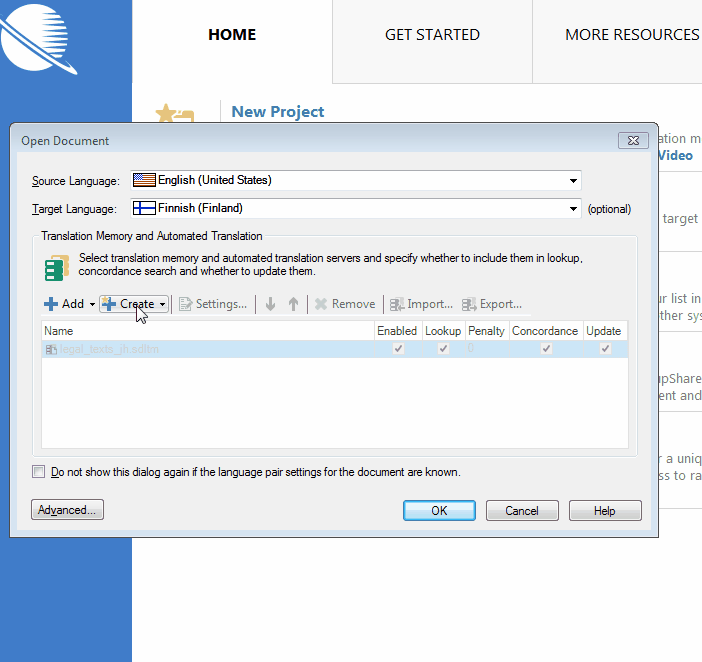 HOME GET STARTED MORE RESOURCES
New Project
Open Document
ation m
Video
Source Language: English (United States)
Target Language: Finnish (Finland) (optional)
target
Translation Memory and Automated Translation
Select translation memory and automated translation servers and specify whether to include them in lookup,
concordance search and whether to update them.
Add Create Settings... Remove Import... Export...
ur list in
ther sys
Name Enabled Lookup Penalty Concordance Update
legal_texts_jh.sdltm 0
upShare
ent and
Do not show this dialog again if the language pair settings for the document are known.
r a uniq
ss to ra
Advanced... OK Cancel Help